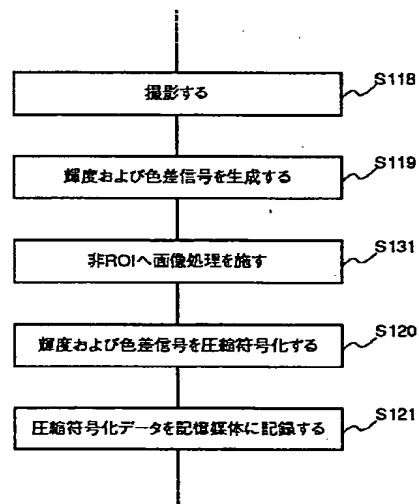 撮影する
S118
輝度および色差信号を生成する
S119
非ROIへ画像処理を施す
S131
輝度および色差信号を圧縮符号化する
S120
圧縮符号化データを記憶媒体に記録する
S121